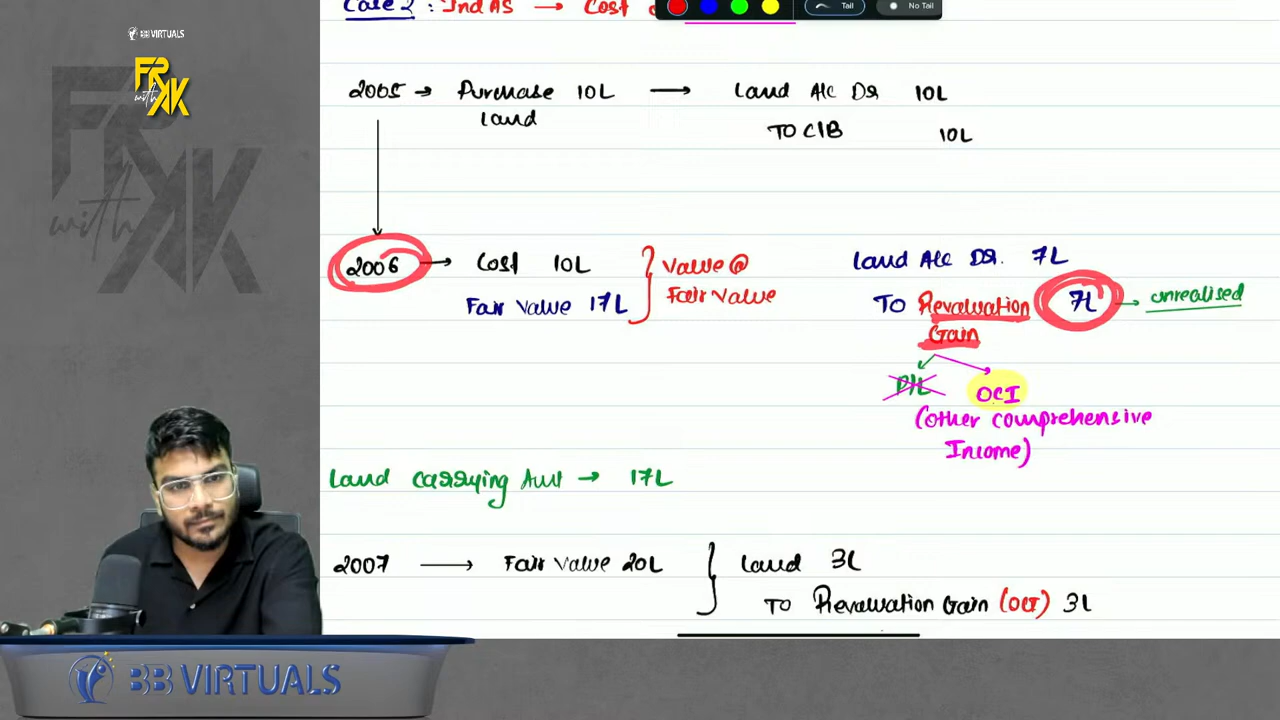 Case 2 : Ind AS → Cost
Tail
No Tail
BB VIRTUALS
FR with AK
2005 → Purchase 10L → Land A/c Dr 10L
Land
TO C/B 10L
2006 → Cost 10L } Value @ Land A/c Dr. 7L
Fair Value 17L Fair Value TO Revaluation 7L → unrealised
Gain
P/L OCI
(other comprehensive
Income)
Land carrying Amt → 17L
2007 → Fair Value 20L } Land 3L
TO Revaluation Gain (OCI) 3L
BB VIRTUALS